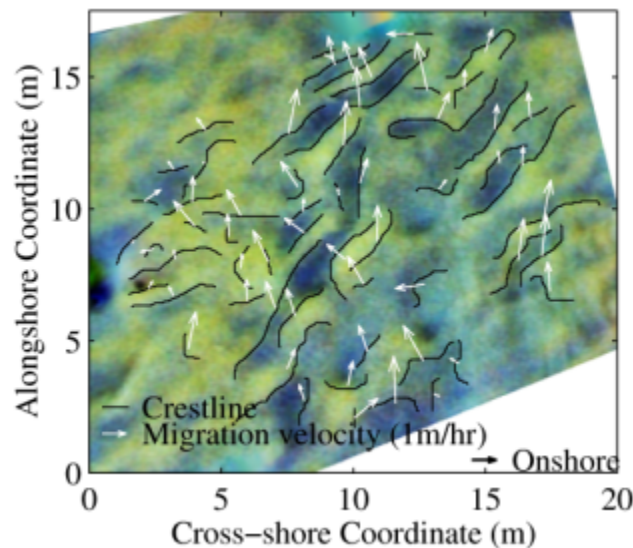 Alongshore Coordinate (m)
15
10
5
0
Crestline
Migration velocity (1m/hr)
Onshore
0 5 10 15 20
Cross-shore Coordinate (m)